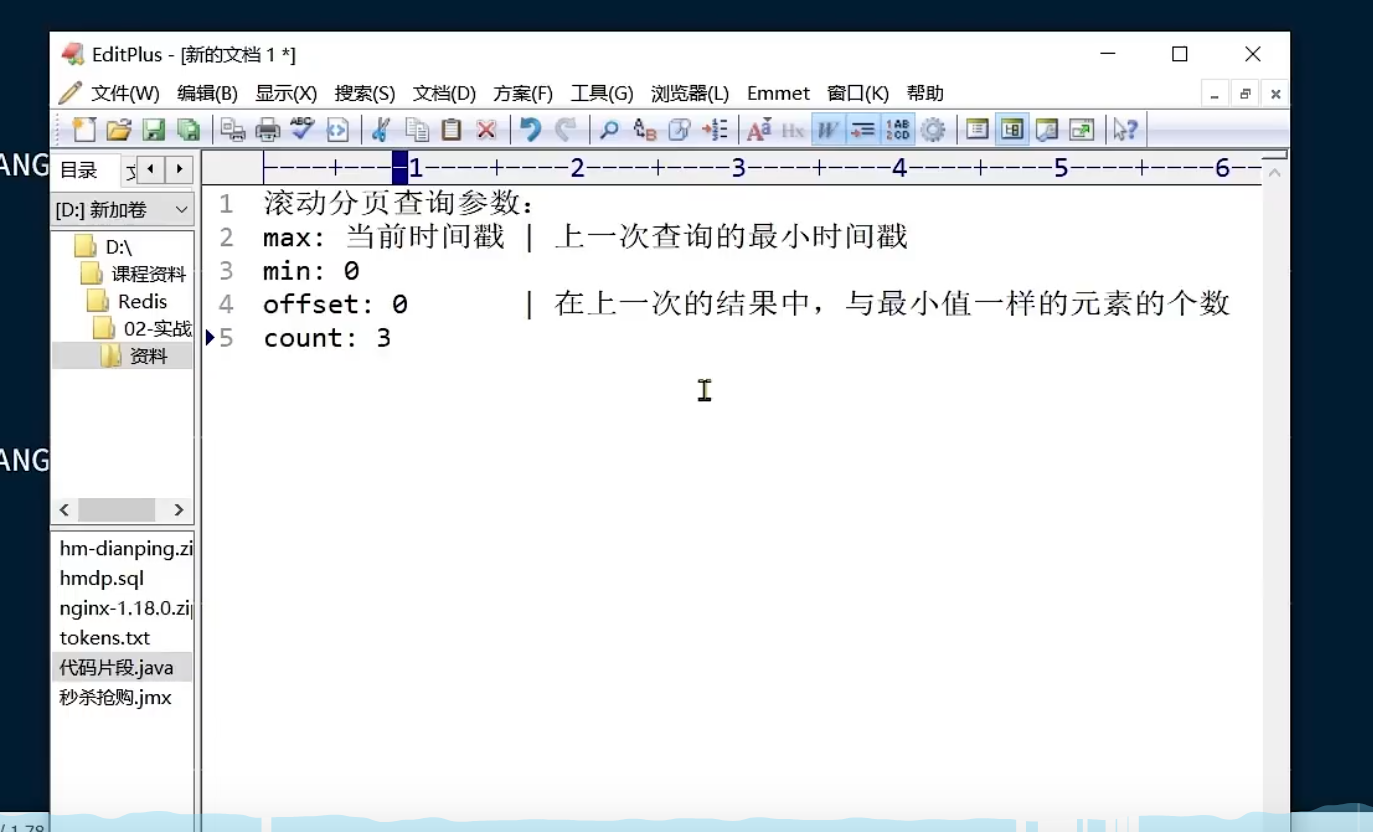 EditPlus - [新的文档 1 *]
文件(W) 编辑(B) 显示(X) 搜索(S) 文档(D) 方案(F) 工具(G) 浏览器(L) Emmet 窗口(K) 帮助
目录
[D:] 新加卷
D:\
课程资料
Redis
02-实战
资料
hm-dianping.zi
hmdp.sql
nginx-1.18.0.zip
tokens.txt
代码片段.java
秒杀抢购.jmx
----+----1----+----2----+----3----+----4----+----5----+----6--
1 滚动分页查询参数：
2 max: 当前时间戳 | 上一次查询的最小时间戳
3 min: 0
4 offset: 0 | 在上一次的结果中，与最小值一样的元素的个数
5 count: 3
ANG
ANG
/ 1.78